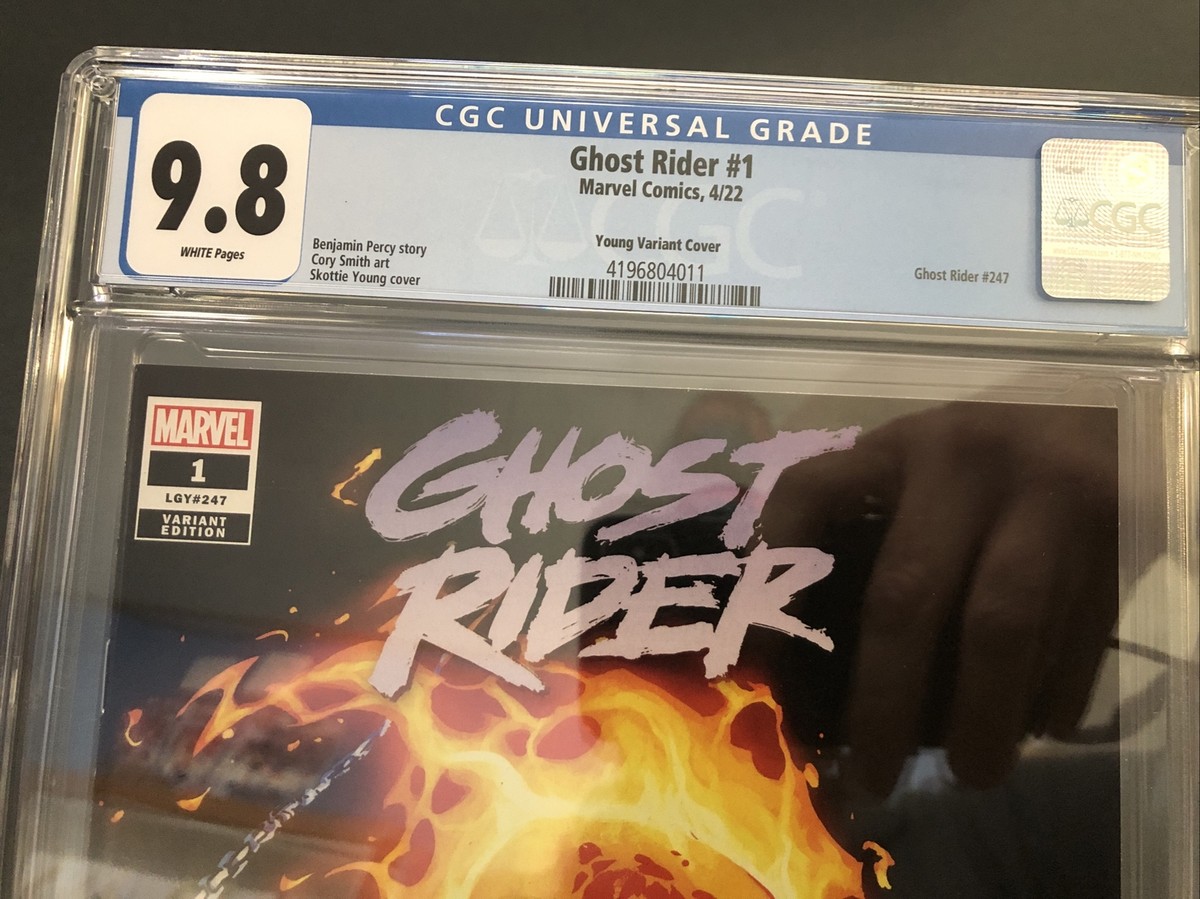 CGC UNIVERSAL GRADE
9.8
WHITE Pages
Ghost Rider #1
Marvel Comics, 4/22
Benjamin Percy story
Cory Smith art
Skottie Young cover
Young Variant Cover
4196804011
Ghost Rider #247
CGC
CGC
MARVEL
1
LGY#247
VARIANT
EDITION
GHOST
RIDER